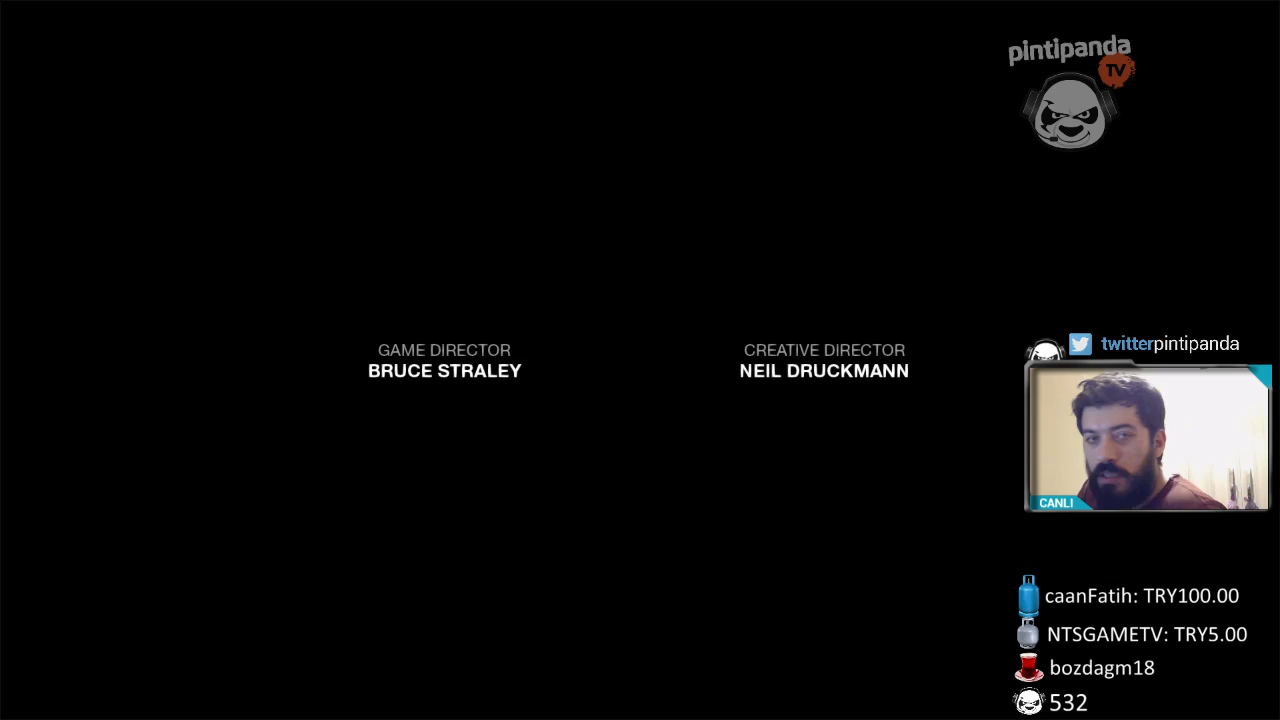 pintipanda
TV
GAME DIRECTOR
BRUCE STRALEY
CREATIVE DIRECTOR
NEIL DRUCKMANN
twitterpintipanda
CANLI
caanFatih: TRY100.00
NTSGAMETV: TRY5.00
bozdagm18
532